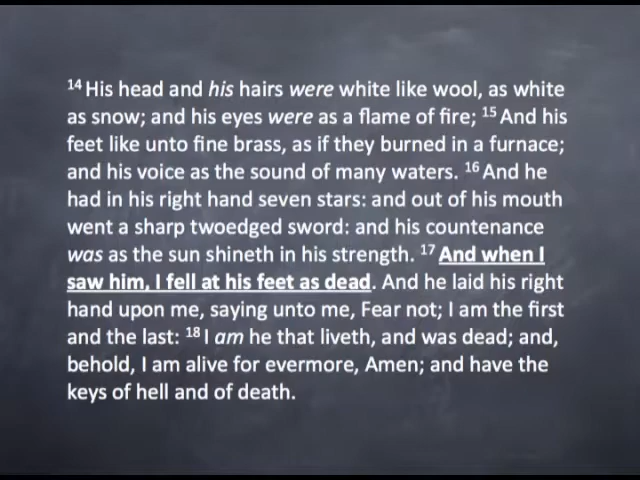 14 His head and his hairs were white like wool, as white
as snow; and his eyes were as a flame of fire; 15 And his
feet like unto fine brass, as if they burned in a furnace;
and his voice as the sound of many waters. 16 And he
had in his right hand seven stars: and out of his mouth
went a sharp twoedged sword: and his countenance
was as the sun shineth in his strength. 17 And when I
saw him, I fell at his feet as dead. And he laid his right
hand upon me, saying unto me, Fear not; I am the first
and the last: 18 I am he that liveth, and was dead; and,
behold, I am alive for evermore, Amen; and have the
keys of hell and of death.